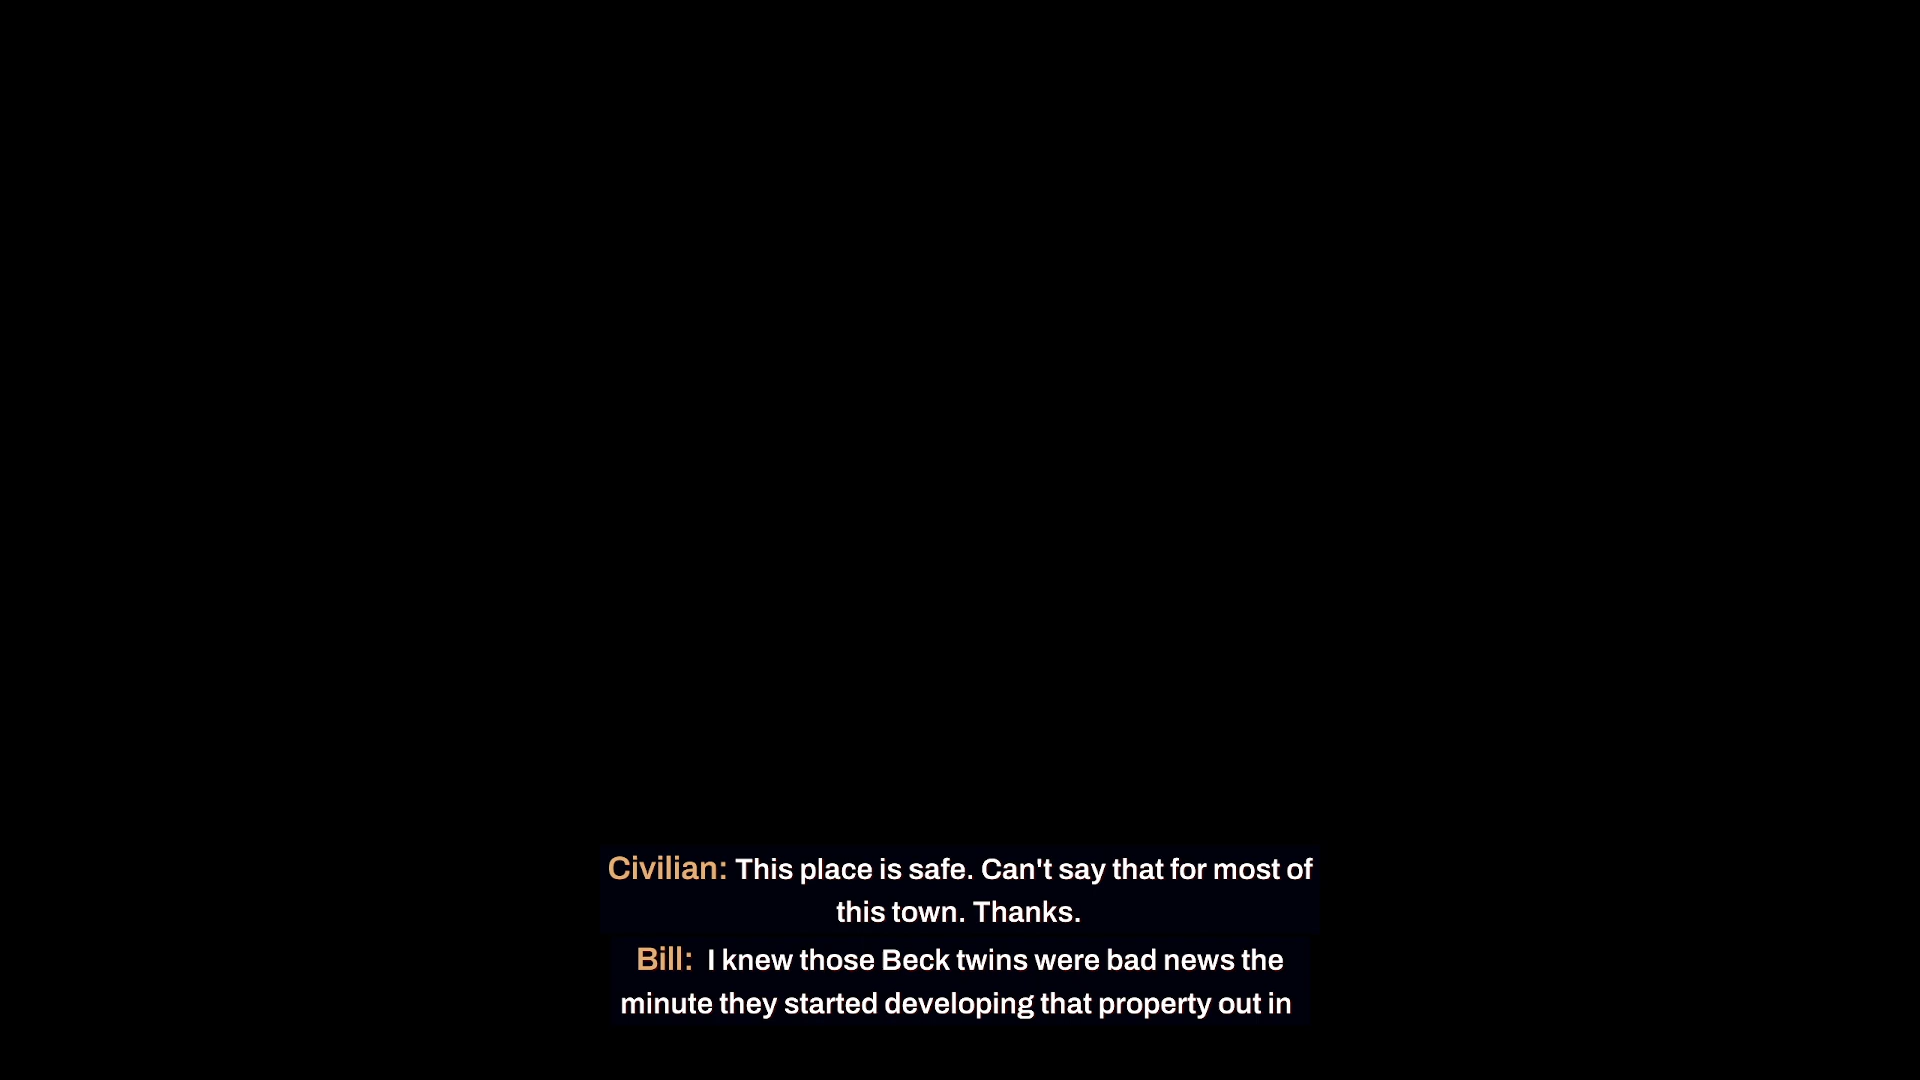 Civilian: This place is safe. Can't say that for most of
this town. Thanks.
Bill: I knew those Beck twins were bad news the
minute they started developing that property out in